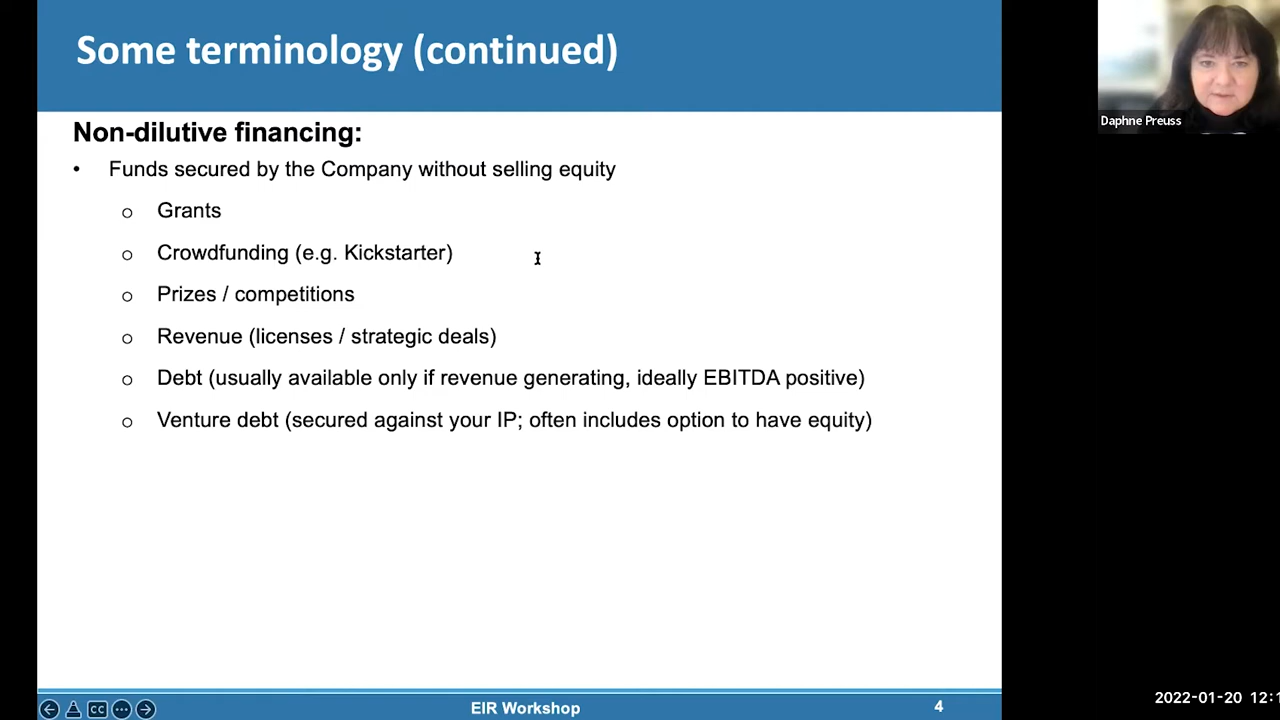 Some terminology (continued)
Non-dilutive financing:
• Funds secured by the Company without selling equity
o Grants
o Crowdfunding (e.g. Kickstarter)
o Prizes / competitions
o Revenue (licenses / strategic deals)
o Debt (usually available only if revenue generating, ideally EBITDA positive)
o Venture debt (secured against your IP; often includes option to have equity)
Daphne Preuss
CC
EIR Workshop
4
2022-01-20 12:1